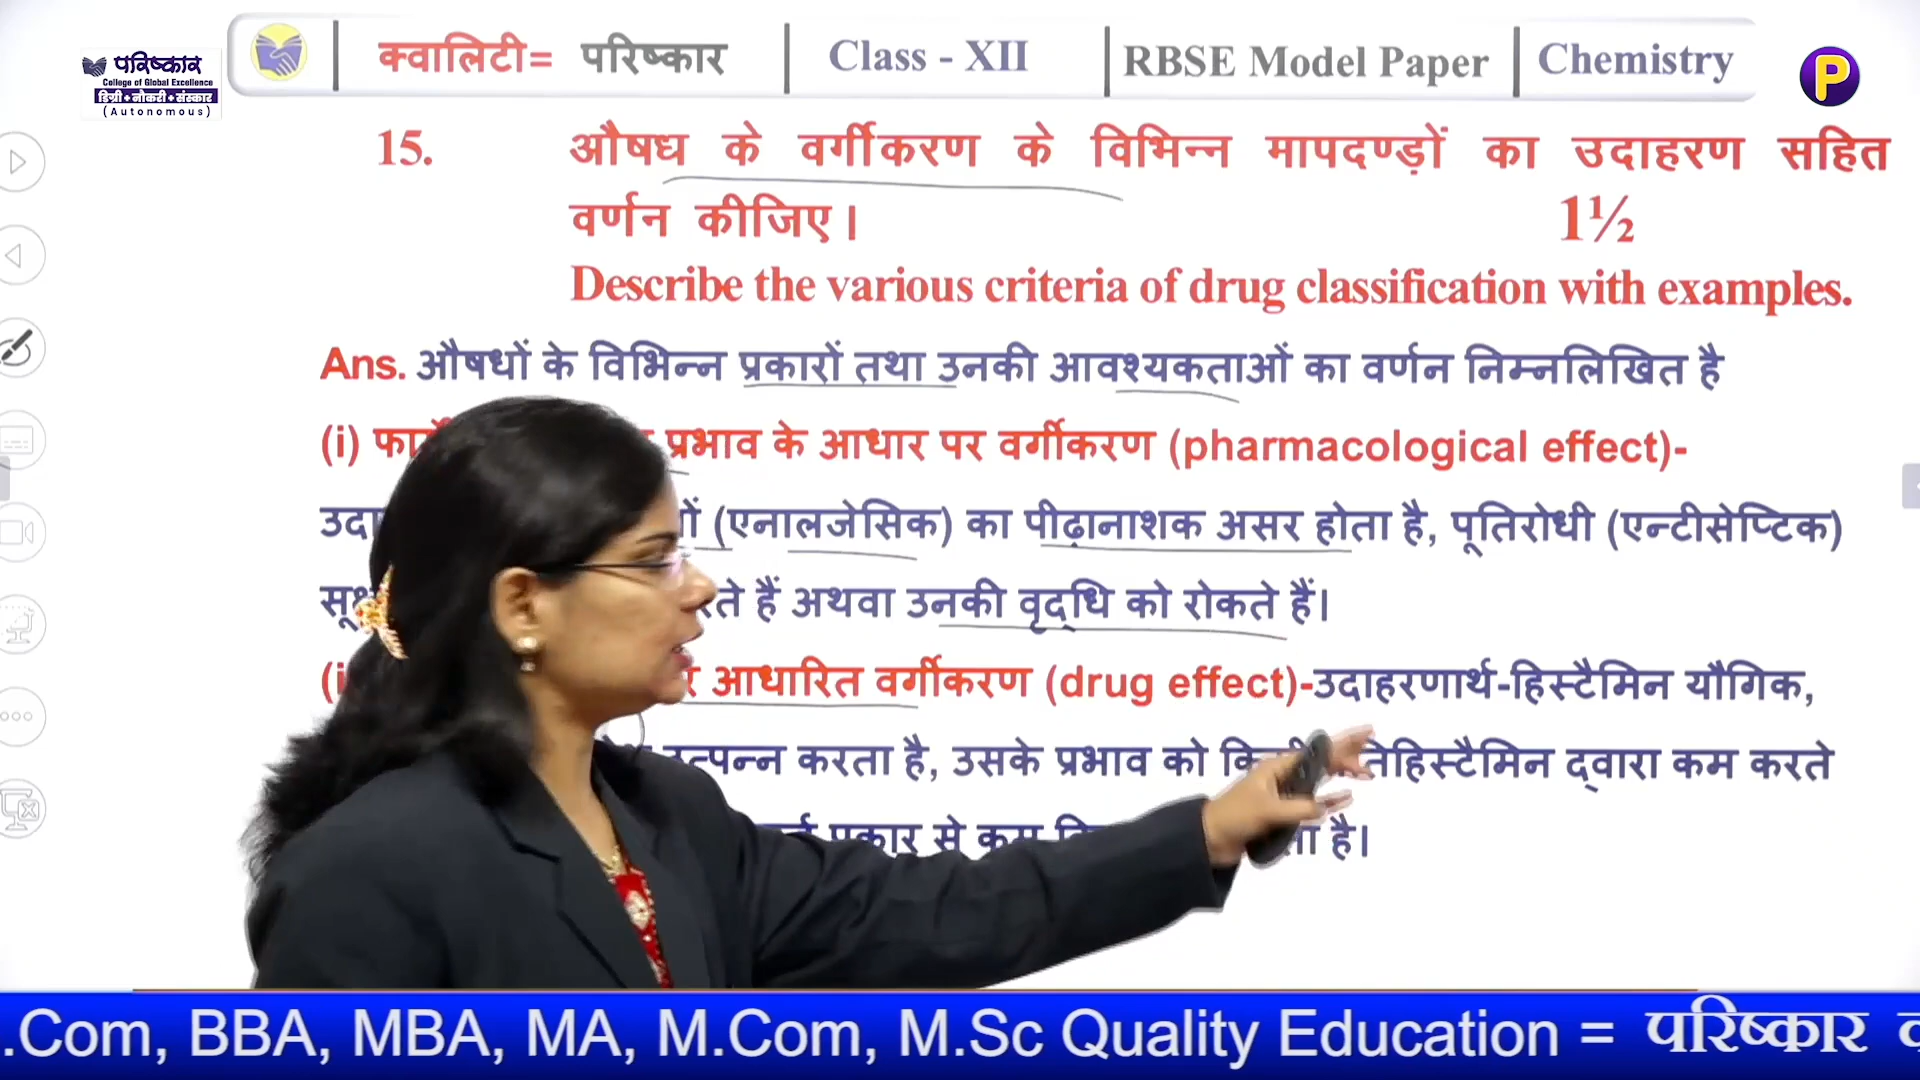 परिष्कार
College of Global Excellence
डिग्री + नौकरी + संस्कार
(Autonomous)
क्वालिटी= परिष्कार
Class - XII
RBSE Model Paper
Chemistry
P
15. औषध के वर्गीकरण के विभिन्न मापदण्ड़ों का उदाहरण सहित
वर्णन कीजिए। 1½
Describe the various criteria of drug classification with examples.
Ans. औषधों के विभिन्न प्रकारों तथा उनकी आवश्यकताओं का वर्णन निम्नलिखित है
(i) प्रभाव के आधार पर वर्गीकरण (pharmacological effect)-
(एनालजेसिक) का पीढ़ानाशक असर होता है, पूतिरोधी (एन्टीसेप्टिक)
हैं अथवा उनकी वृद्धि को रोकते हैं।
आधारित वर्गीकरण (drug effect)-उदाहरणार्थ-हिस्टैमिन यौगिक,
उत्पन्न करता है, उसके प्रभाव को द्वारा कम करते
प्रकार से है।
.Com, BBA, MBA, MA, M.Com, M.Sc Quality Education = परिष्कार